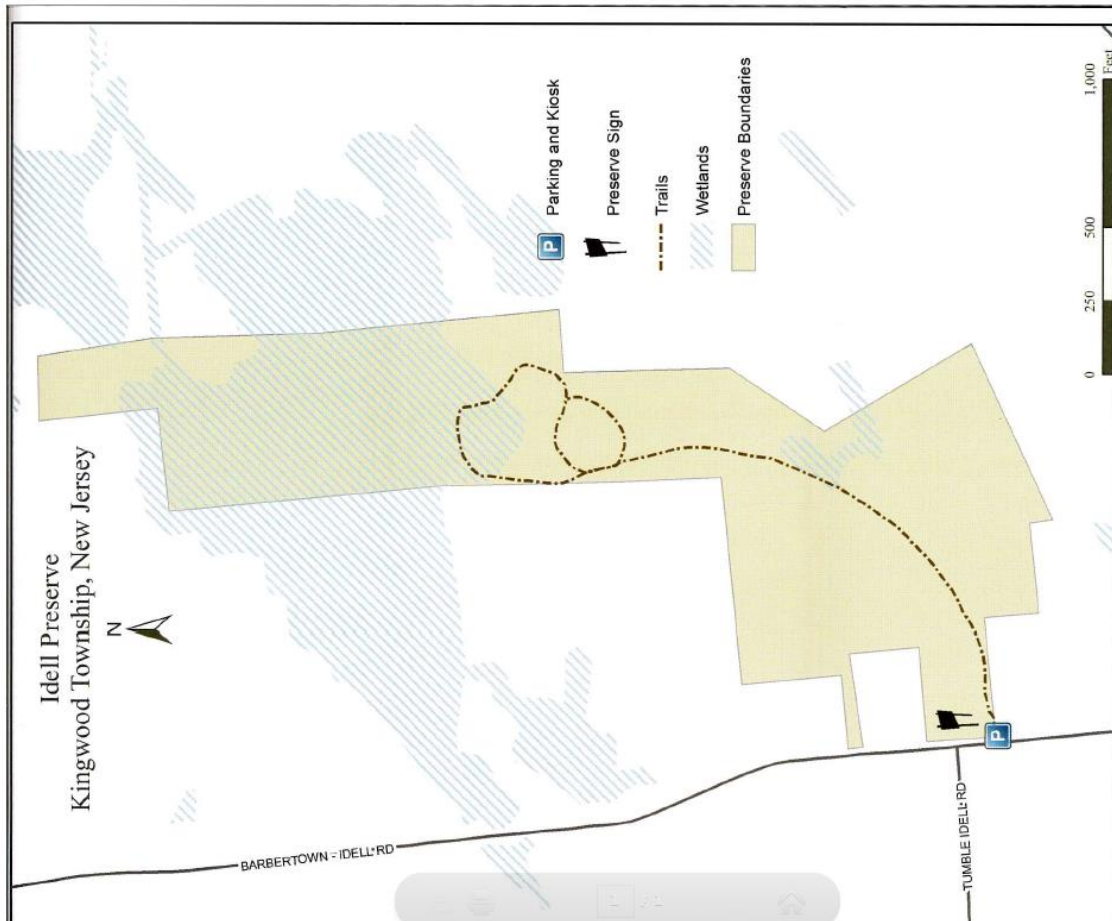 Idell Preserve
Kingwood Township, New Jersey
N
P Parking and Kiosk
Preserve Sign
Trails
Wetlands
Preserve Boundaries
BARBERTOWN - IDELL RD
TUMBLE IDELL RD
P
0 250 500 1,000
Feet